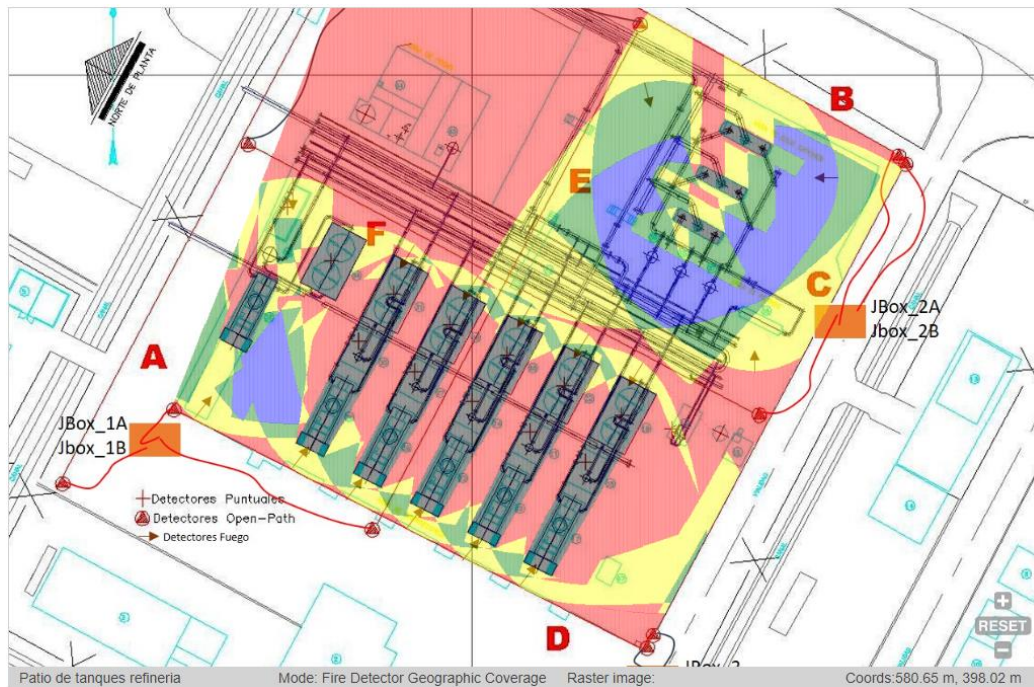 B
NORTE DE PLANTA
E
F
C
JBox_2A
Jbox_2B
A
JBox_1A
Jbox_1B
Detectores Puntuales
Detectores Open-Path
Detectores Fuego
D
RESET
Patio de tanques refineria
Mode: Fire Detector Geographic Coverage
Raster image:
Coords:580.65 m, 398.02 m